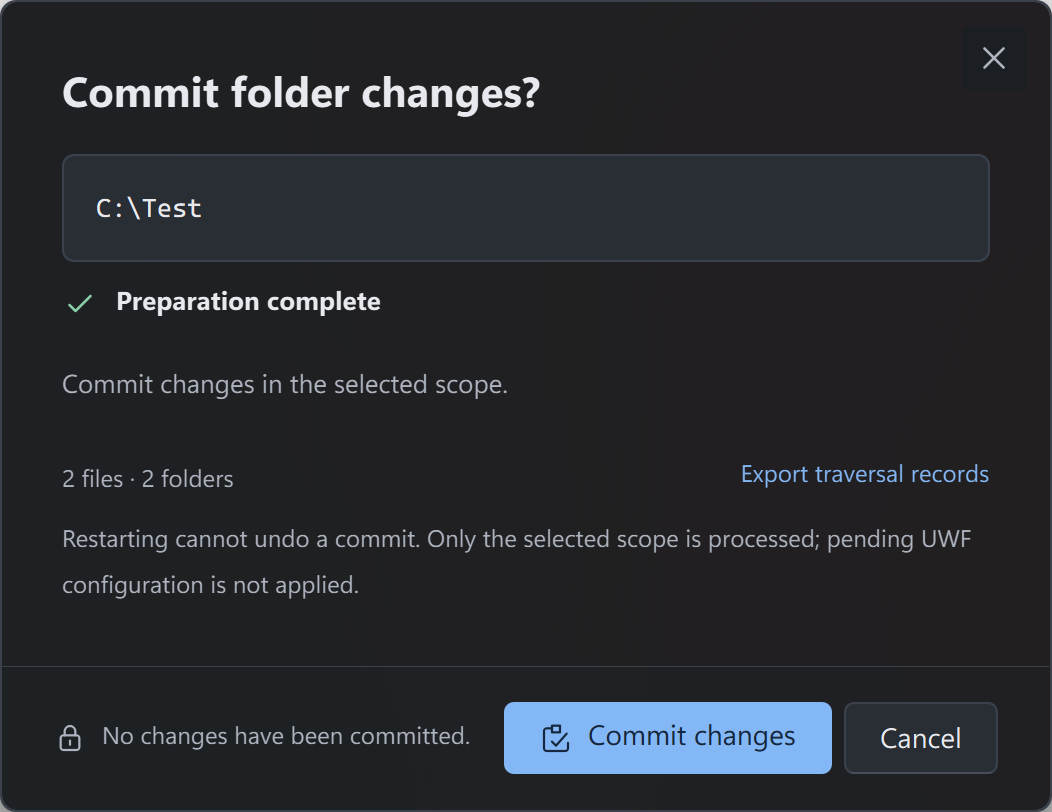 Commit folder changes?
C:\Test
Preparation complete
Commit changes in the selected scope.
2 files · 2 folders
Export traversal records
Restarting cannot undo a commit. Only the selected scope is processed; pending UWF
configuration is not applied.
No changes have been committed.
Commit changes
Cancel